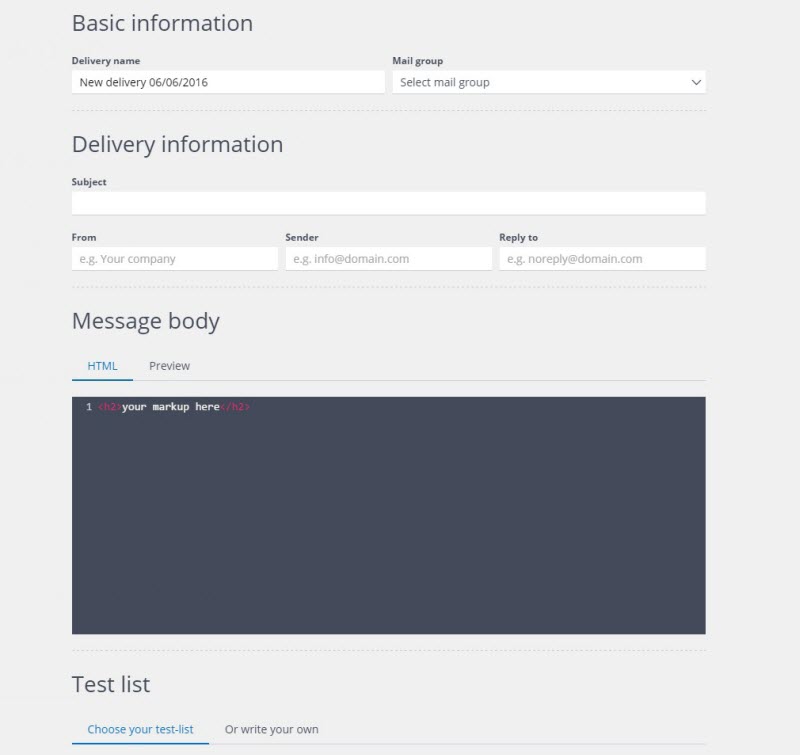 Basic information
Delivery name Mail group
New delivery 06/06/2016 Select mail group
Delivery information
Subject
From Sender Reply to
e.g. Your company e.g. info@domain.com e.g. noreply@domain.com
Message body
HTML Preview
1 <h2>your markup here</h2>
Test list
Choose your test-list Or write your own